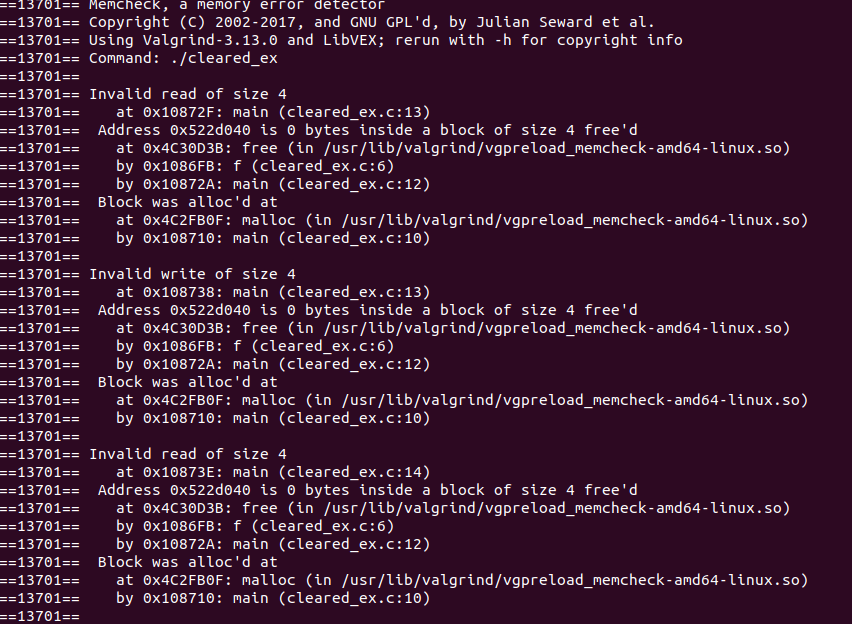 ==13701== Memcheck, a memory error detector
==13701== Copyright (C) 2002-2017, and GNU GPL'd, by Julian Seward et al.
==13701== Using Valgrind-3.13.0 and LibVEX; rerun with -h for copyright info
==13701== Command: ./cleared_ex
==13701==
==13701== Invalid read of size 4
==13701==    at 0x10872F: main (cleared_ex.c:13)
==13701==  Address 0x522d040 is 0 bytes inside a block of size 4 free'd
==13701==    at 0x4C30D3B: free (in /usr/lib/valgrind/vgpreload_memcheck-amd64-linux.so)
==13701==    by 0x1086FB: f (cleared_ex.c:6)
==13701==    by 0x10872A: main (cleared_ex.c:12)
==13701==  Block was alloc'd at
==13701==    at 0x4C2FB0F: malloc (in /usr/lib/valgrind/vgpreload_memcheck-amd64-linux.so)
==13701==    by 0x108710: main (cleared_ex.c:10)
==13701==
==13701== Invalid write of size 4
==13701==    at 0x108738: main (cleared_ex.c:13)
==13701==  Address 0x522d040 is 0 bytes inside a block of size 4 free'd
==13701==    at 0x4C30D3B: free (in /usr/lib/valgrind/vgpreload_memcheck-amd64-linux.so)
==13701==    by 0x1086FB: f (cleared_ex.c:6)
==13701==    by 0x10872A: main (cleared_ex.c:12)
==13701==  Block was alloc'd at
==13701==    at 0x4C2FB0F: malloc (in /usr/lib/valgrind/vgpreload_memcheck-amd64-linux.so)
==13701==    by 0x108710: main (cleared_ex.c:10)
==13701==
==13701== Invalid read of size 4
==13701==    at 0x10873E: main (cleared_ex.c:14)
==13701==  Address 0x522d040 is 0 bytes inside a block of size 4 free'd
==13701==    at 0x4C30D3B: free (in /usr/lib/valgrind/vgpreload_memcheck-amd64-linux.so)
==13701==    by 0x1086FB: f (cleared_ex.c:6)
==13701==    by 0x10872A: main (cleared_ex.c:12)
==13701==  Block was alloc'd at
==13701==    at 0x4C2FB0F: malloc (in /usr/lib/valgrind/vgpreload_memcheck-amd64-linux.so)
==13701==    by 0x108710: main (cleared_ex.c:10)
==13701==